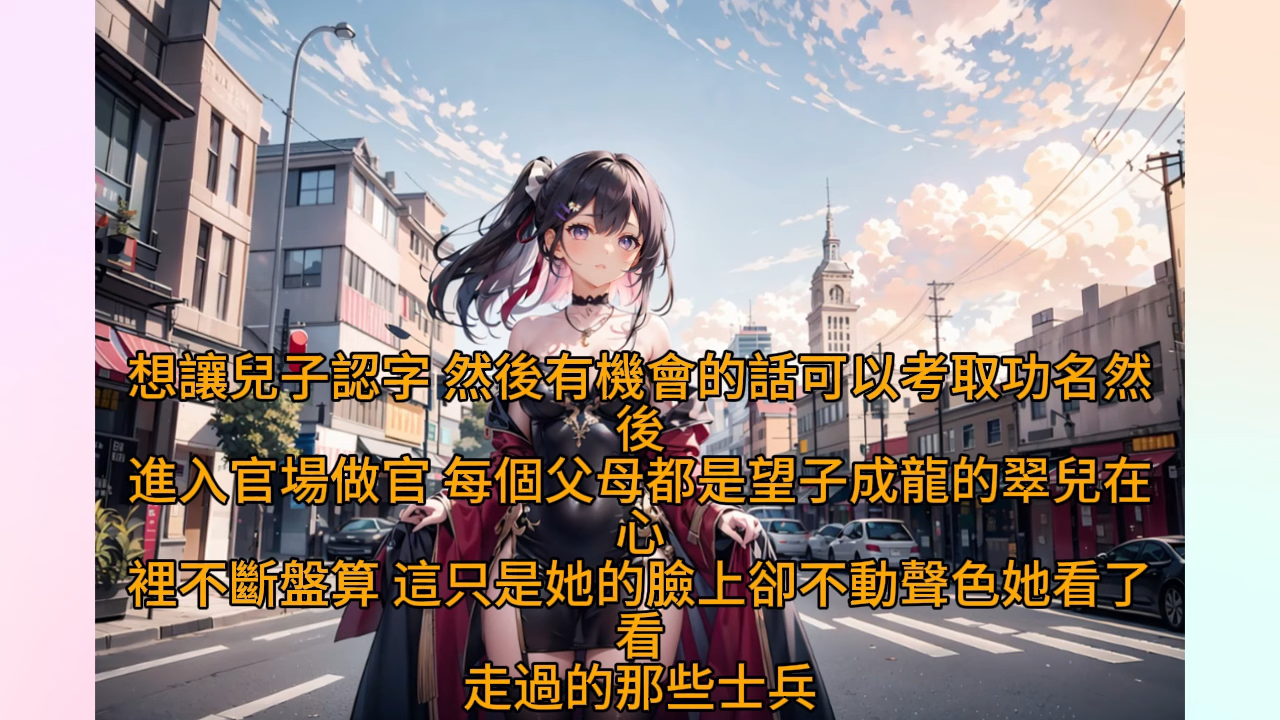 想讓兒子認字 然後有機會的話可以考取功名然
後
進入官場做官 每個父母都是望子成龍的翠兒在
心
裡不斷盤算 這只是她的臉上卻不動聲色她看了
看
走過的那些士兵